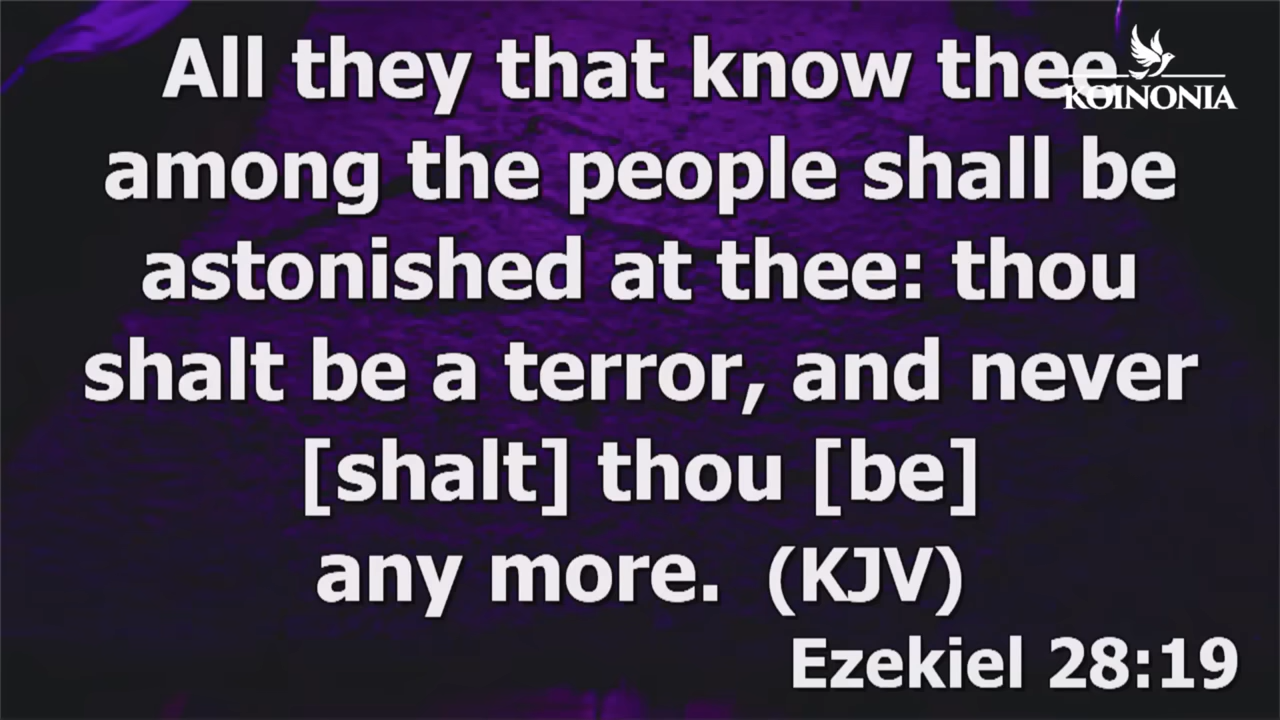 All they that know thee
KOINONIA
among the people shall be
astonished at thee: thou
shalt be a terror, and never
[shalt] thou [be]
any more. (KJV)
Ezekiel 28:19